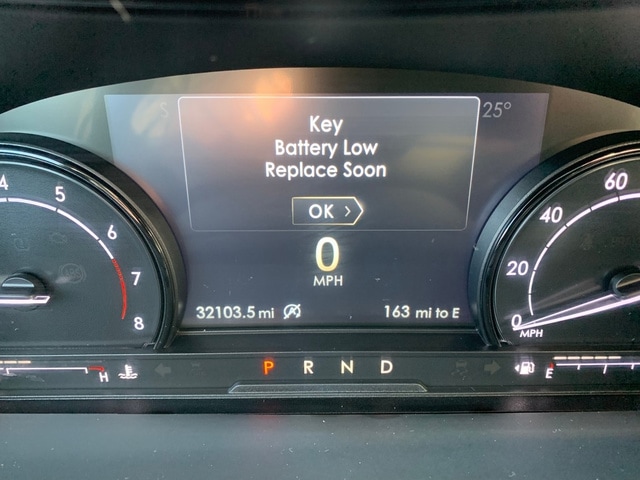 S
25°
Key
Battery Low
Replace Soon
OK
0
MPH
32103.5 mi
163 mi to E
4
5
6
7
8
0
20
40
60
MPH
H
P R N D
E